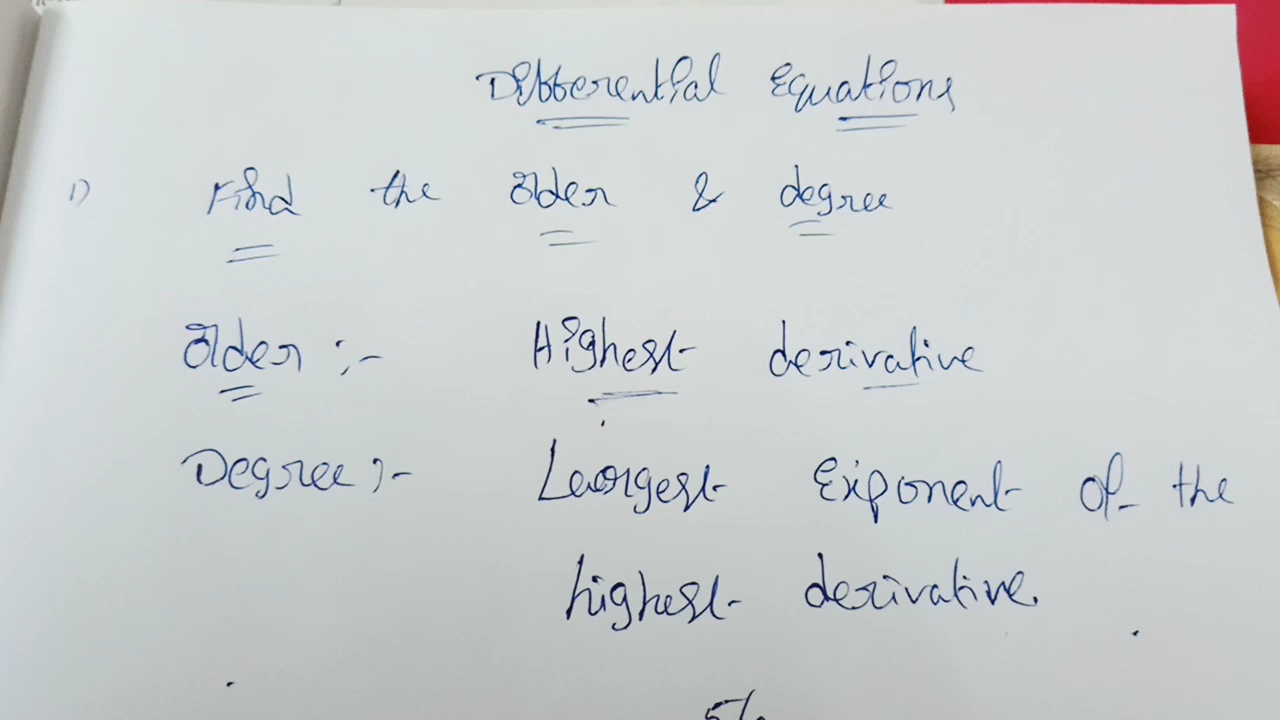 Differential Equations
1) Find the order & degree
order :- Highest derivative
Degree :- Largest Exponent of the
highest derivative.